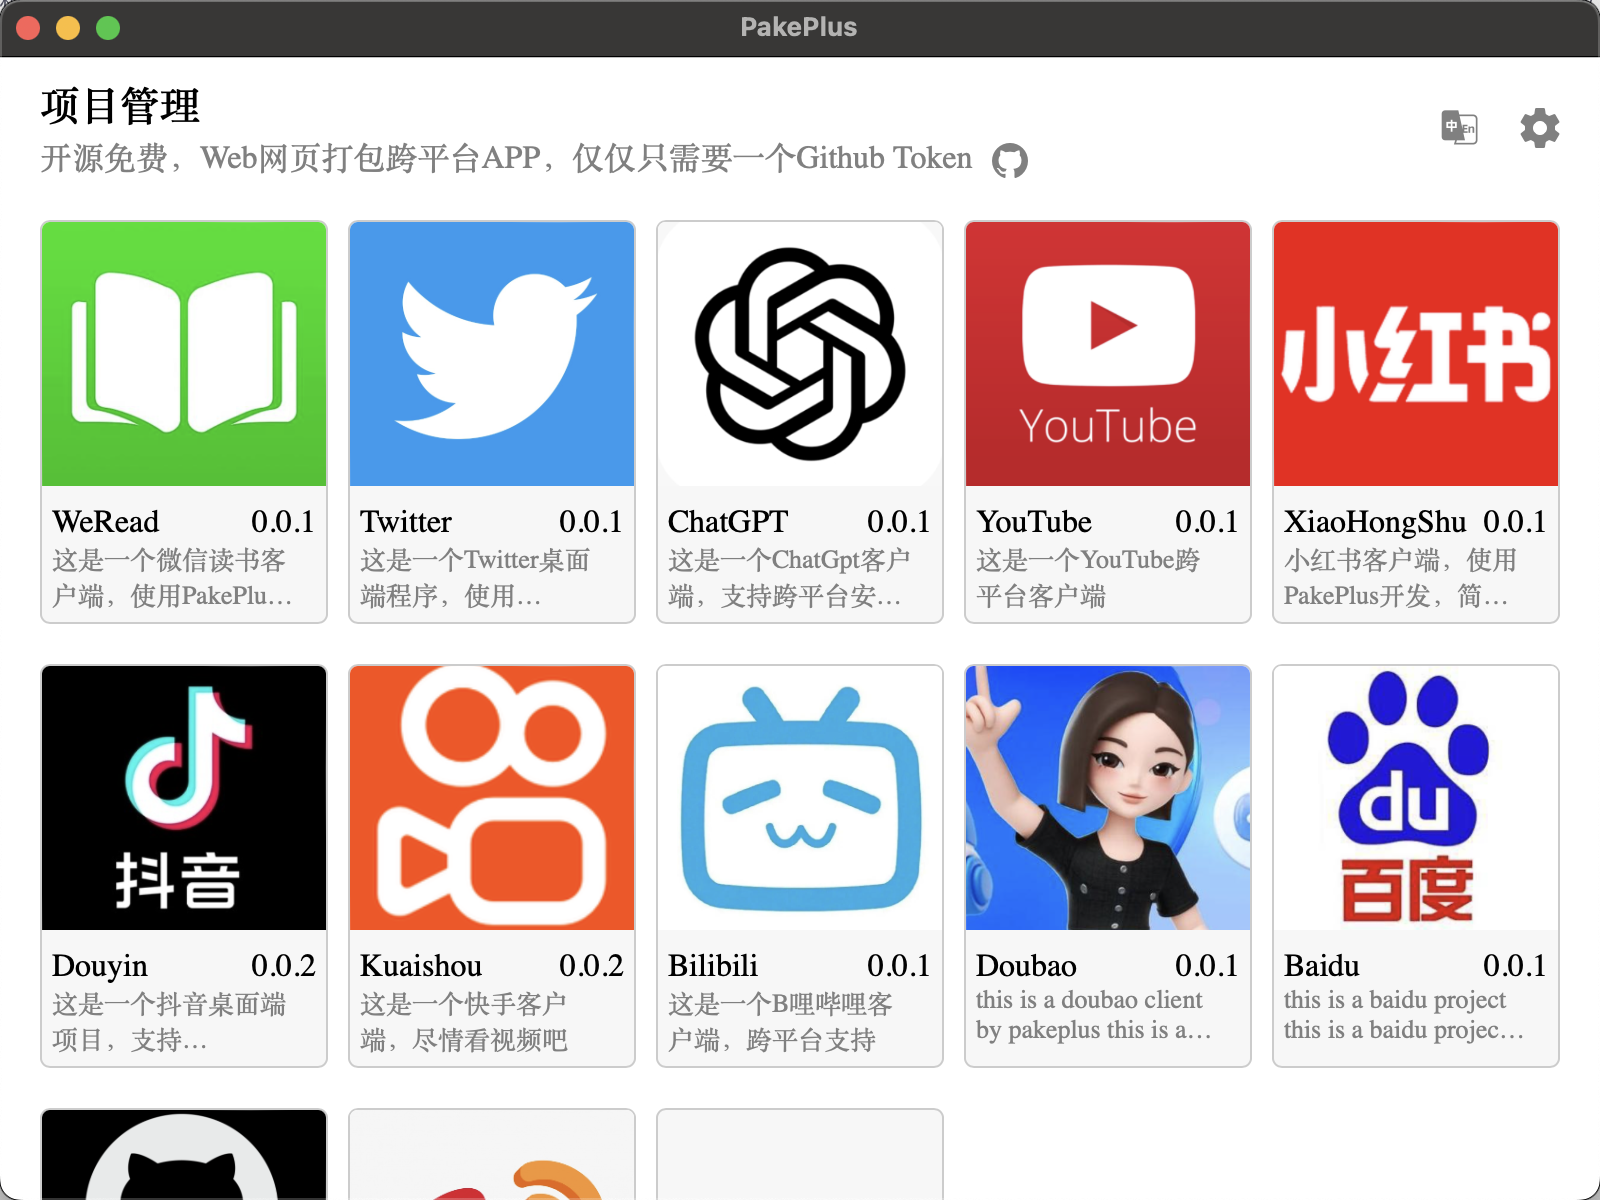 PakePlus
项目管理
中 En
开源免费，Web网页打包跨平台APP，仅仅只需要一个Github Token
YouTube
小红书
WeRead 0.0.1
这是一个微信读书客
户端，使用PakePlu...
Twitter 0.0.1
这是一个Twitter桌面
端程序，使用...
ChatGPT 0.0.1
这是一个ChatGpt客户
端，支持跨平台安...
YouTube 0.0.1
这是一个YouTube跨
平台客户端
XiaoHongShu 0.0.1
小红书客户端，使用
PakePlus开发，简...
抖音
du
百度
Douyin 0.0.2
这是一个抖音桌面端
项目，支持...
Kuaishou 0.0.2
这是一个快手客户
端，尽情看视频吧
Bilibili 0.0.1
这是一个B哩哔哩客
户端，跨平台支持
Doubao 0.0.1
this is a doubao client
by pakeplus this is a...
Baidu 0.0.1
this is a baidu project
this is a baidu projec...